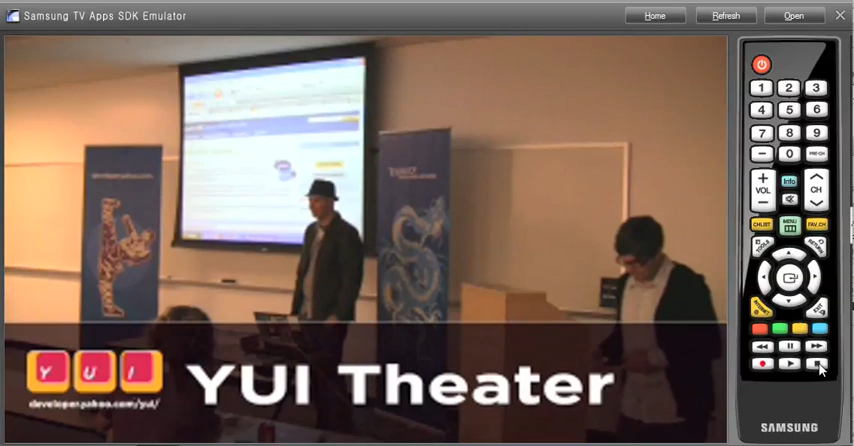 Samsung TV Apps SDK Emulator
Home
Refresh
Open
1 2 3
4 5 6
7 8 9
− 0 PRE-CH
+ VOL −
Info
CH
CH LIST
MENU
FAV.CH
TOOLS
RETURN
INTERNET
EXIT
YAHOO!
Y U I
developer.yahoo.com/yui/
YUI Theater
SAMSUNG